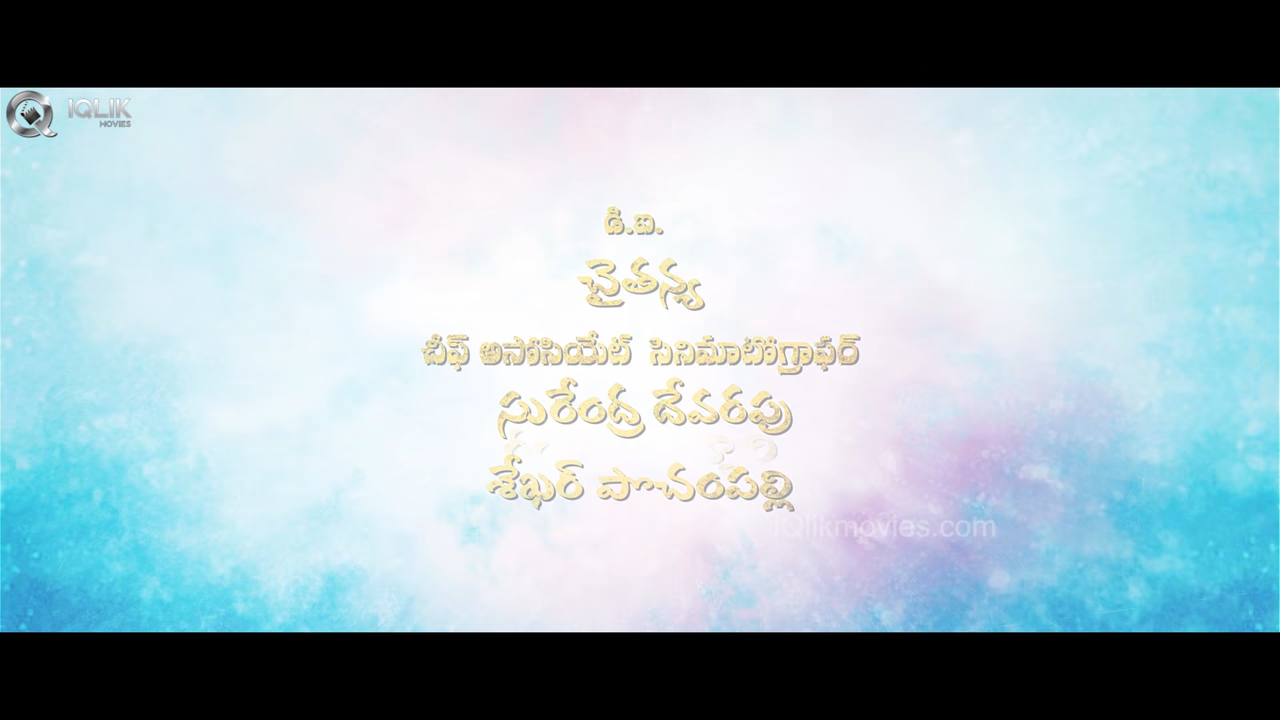 IQLIK
MOVIES
డి.ఐ.
చైతన్య
చీఫ్ అసోసియేట్ సినిమాటోగ్రాఫర్
సురేంద్ర దేవరపు
శేఖర్ పొచంపల్లి
iQlikmovies.com